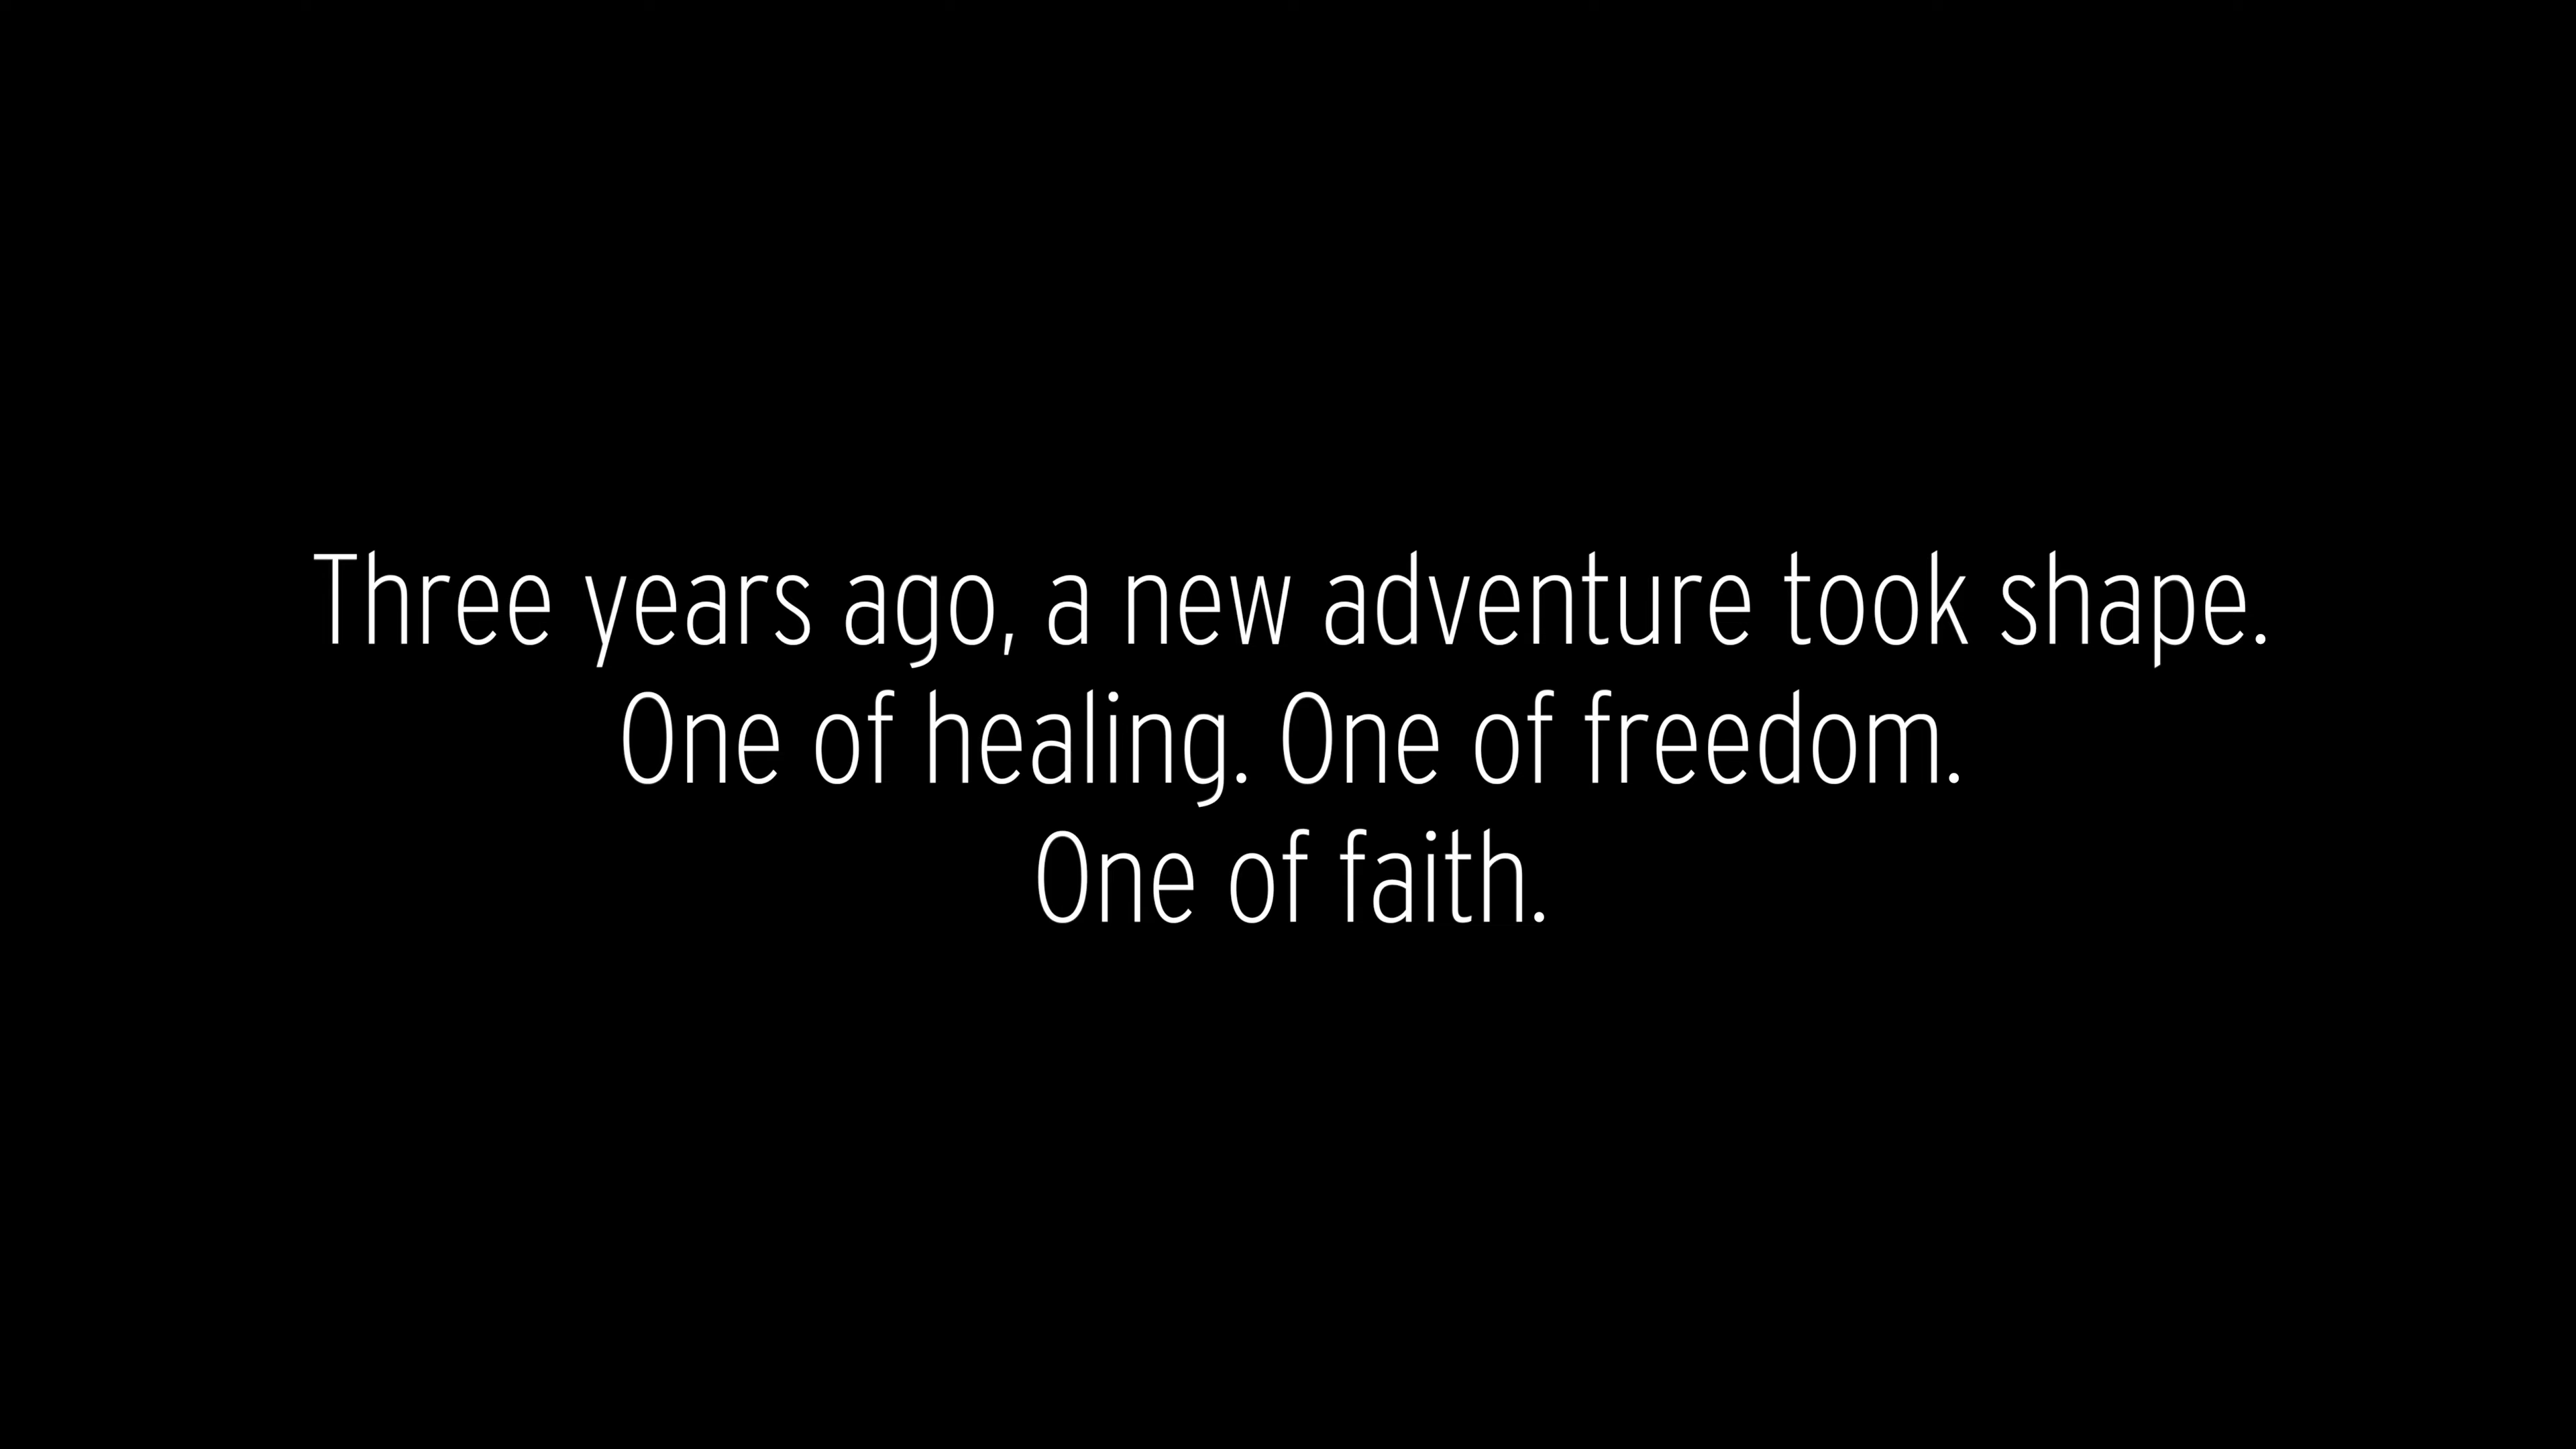 Three years ago, a new adventure took shape.
One of healing. One of freedom.
One of faith.